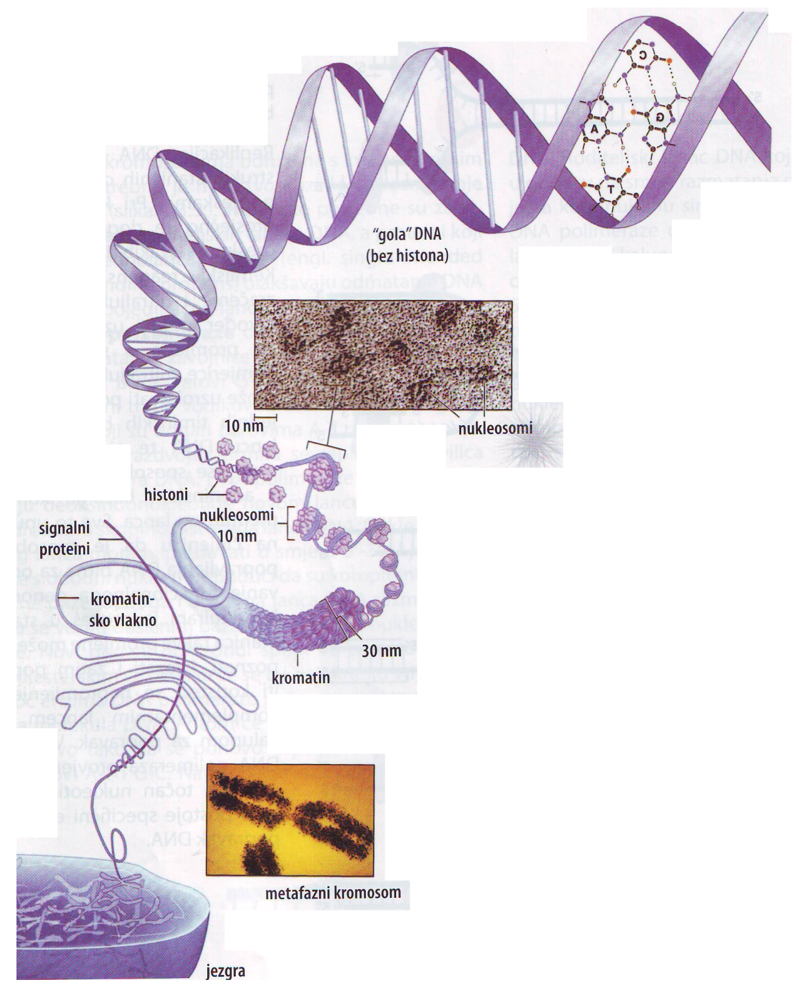 C
G
A
T
“gola” DNA
(bez histona)
10 nm
nukleosomi
histoni
nukleosomi
10 nm
signalni
proteini
kromatin-
sko vlakno
30 nm
kromatin
metafazni kromosom
jezgra